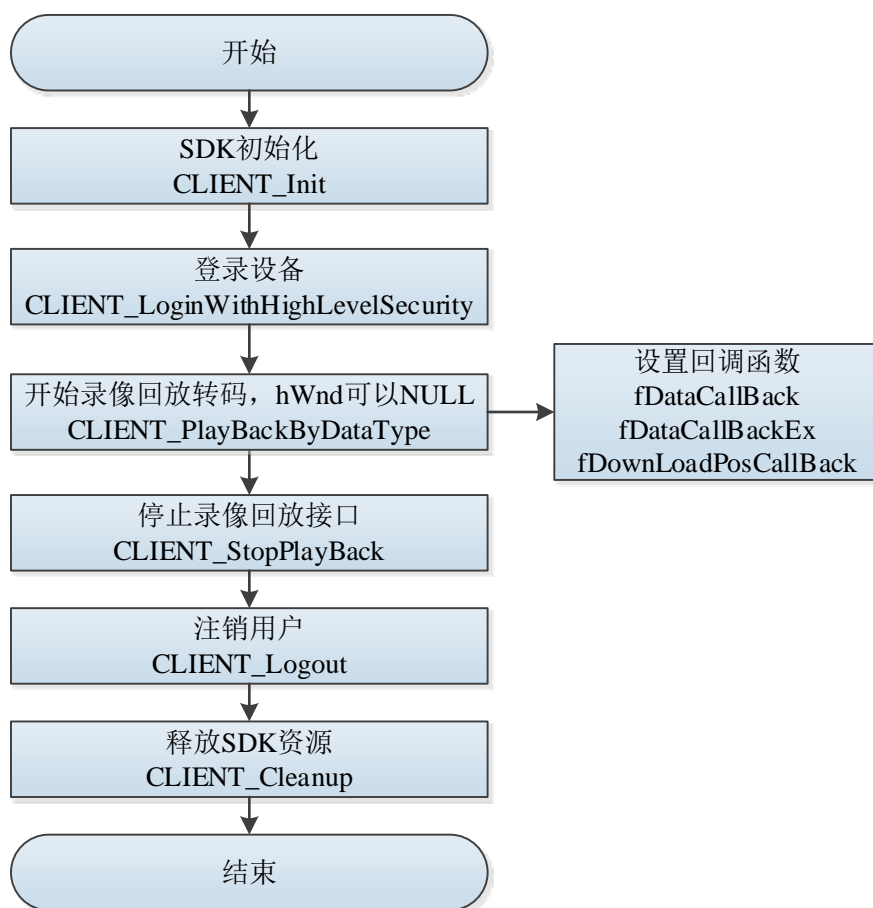 开始
SDK初始化
CLIENT_Init
登录设备
CLIENT_LoginWithHighLevelSecurity
开始录像回放转码，hWnd可以NULL
CLIENT_PlayBackByDataType
设置回调函数
fDataCallBack
fDataCallBackEx
fDownLoadPosCallBack
停止录像回放接口
CLIENT_StopPlayBack
注销用户
CLIENT_Logout
释放SDK资源
CLIENT_Cleanup
结束